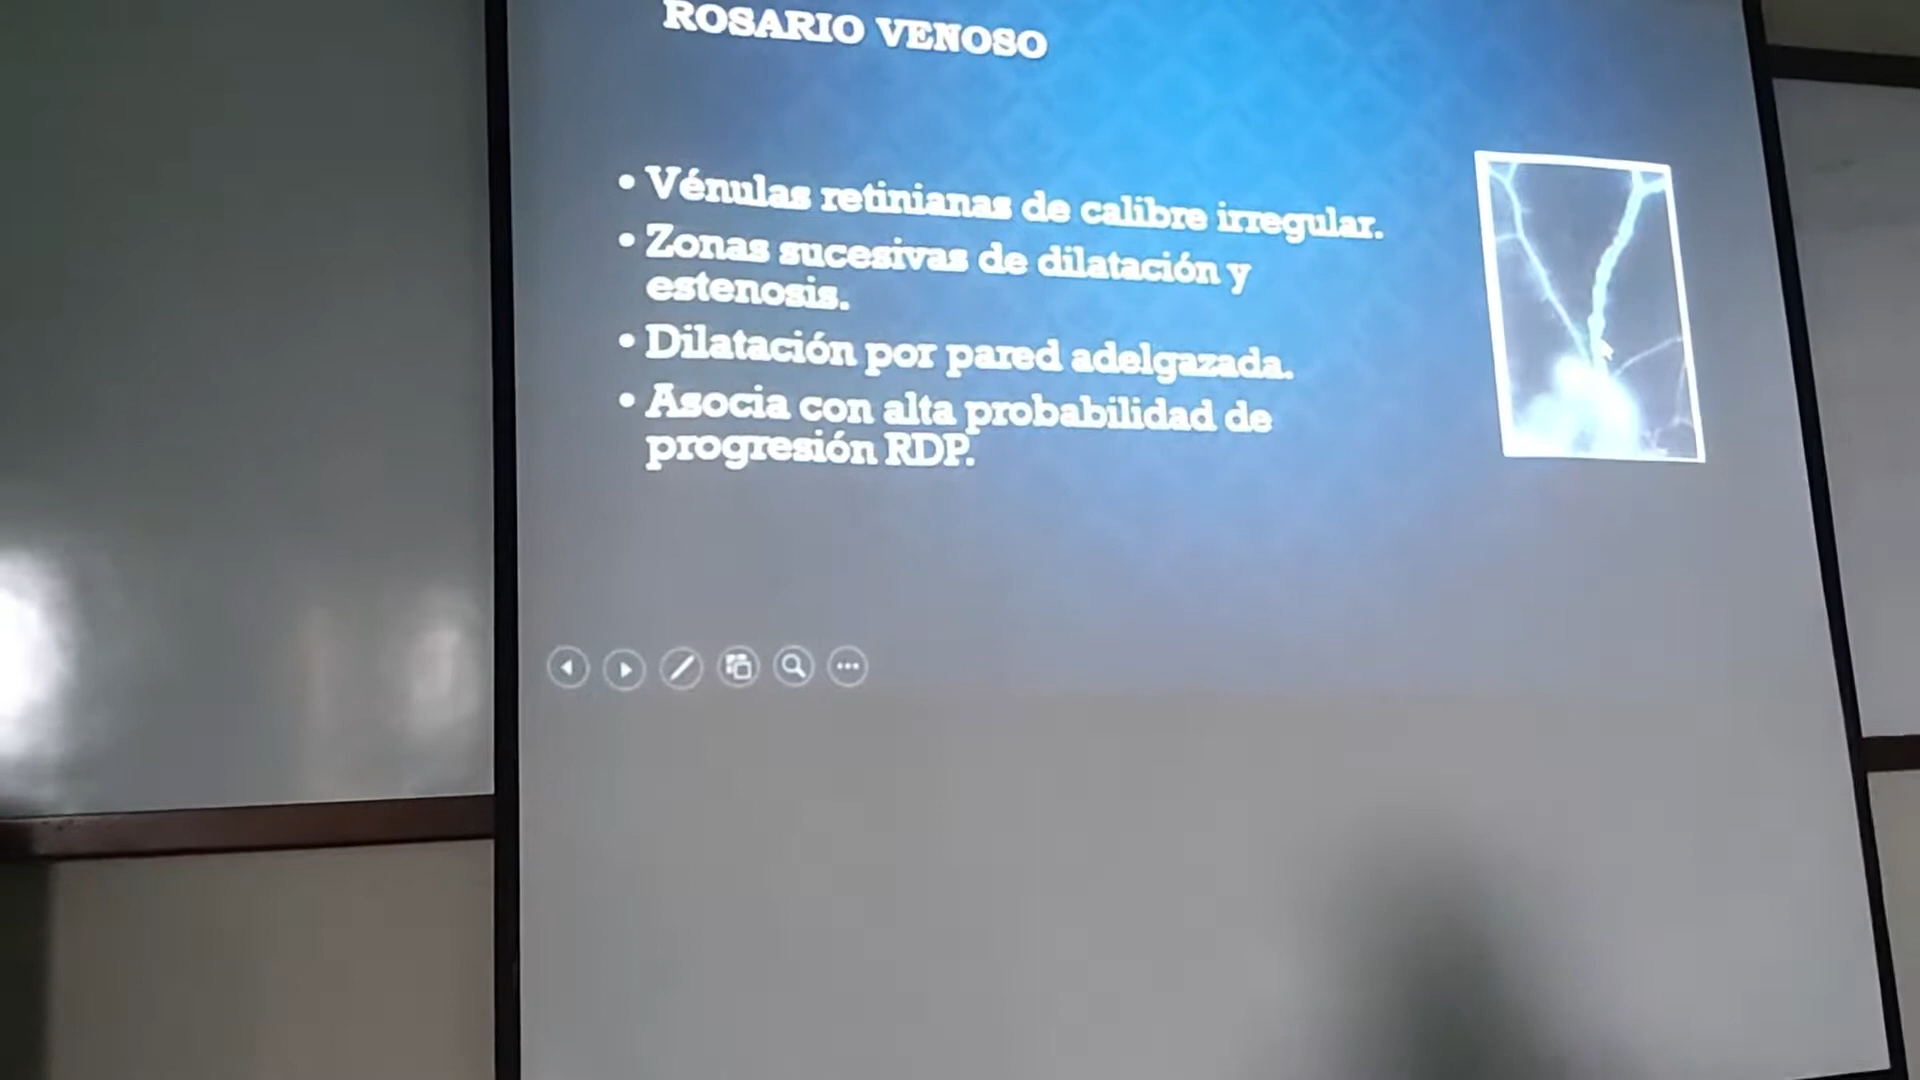 ROSARIO VENOSO
• Vénulas retinianas de calibre irregular.
• Zonas sucesivas de dilatación y
estenosis.
• Dilatación por pared adelgazada.
• Asocia con alta probabilidad de
progresión RDP.